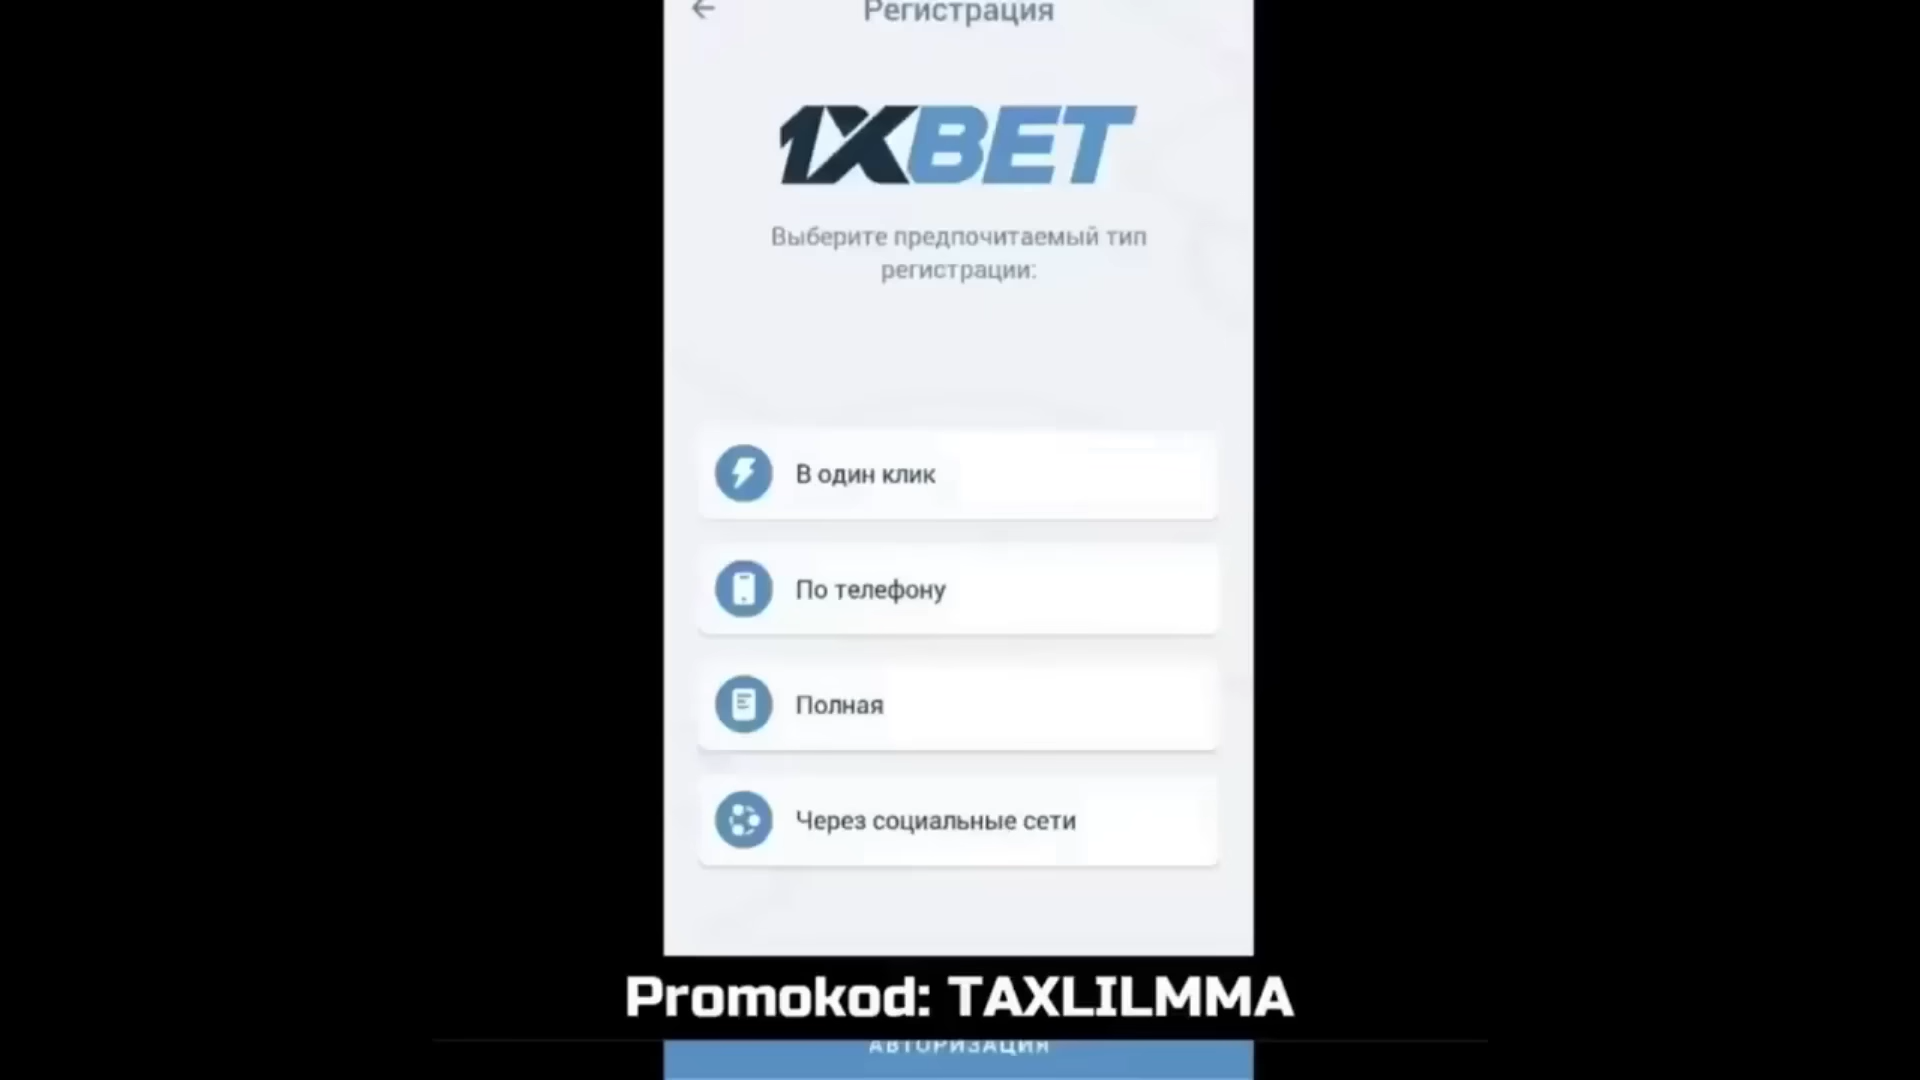 Регистрация
1XBET
Выберите предпочитаемый тип
регистрации:
В один клик
По телефону
Полная
Через социальные сети
Promokod: TAXLILMMA
АВТОРИЗАЦИЯ